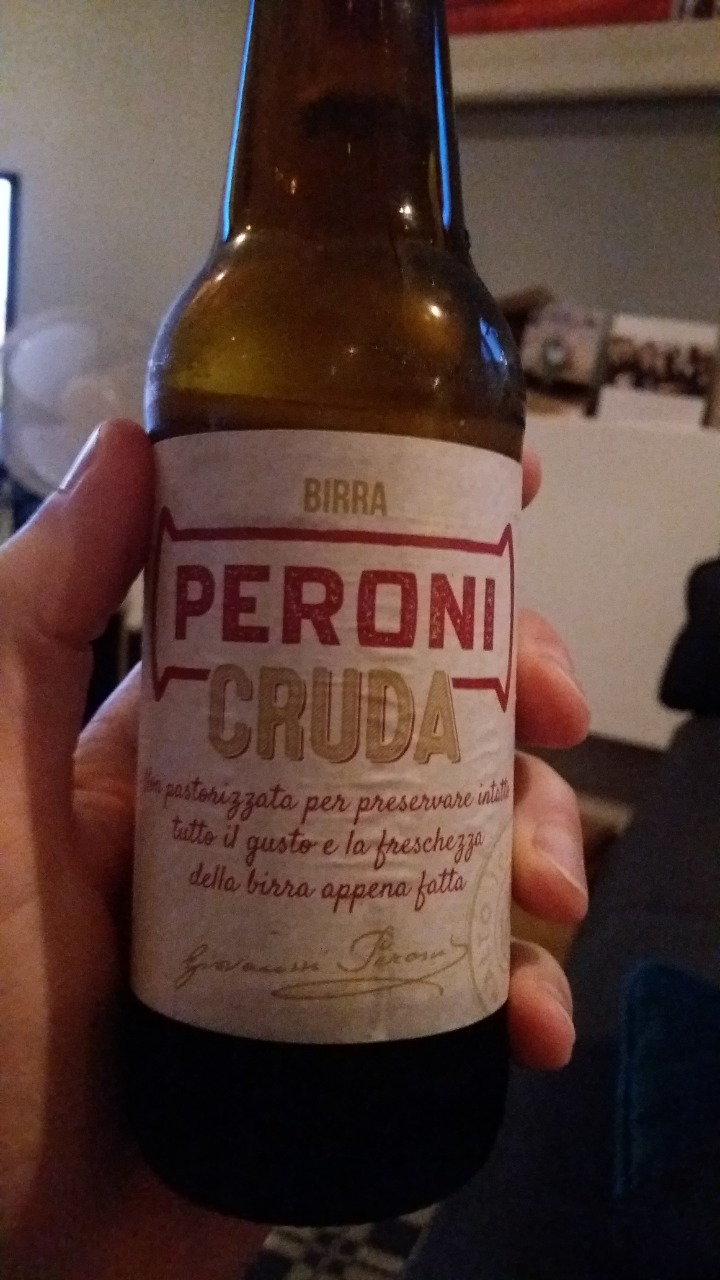 BIRRA
PERONI
CRUDA
Non pastorizzata per preservare intatto
tutto il gusto e la freschezza
della birra appena fatta
Giovanni Peroni